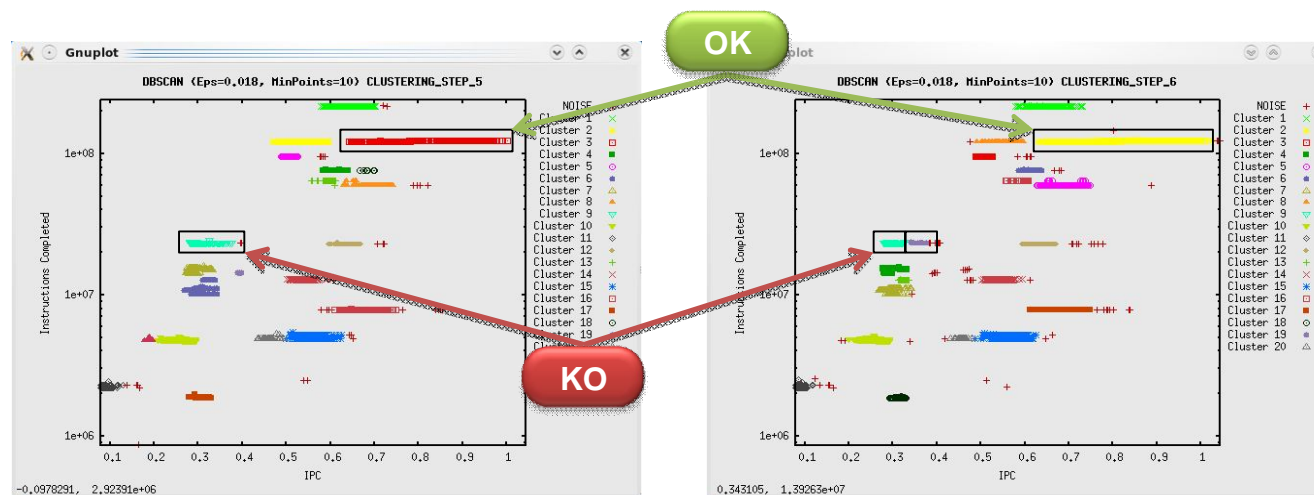 OK
Gnuplot
plot
DBSCAN (Eps=0,018, MinPoints=10) CLUSTERING_STEP_5
NOISE
Cluster 1
Cluster 2
Cluster 3
Cluster 4
Cluster 5
Cluster 6
Cluster 7
Cluster 8
Cluster 9
Cluster 10
Cluster 11
Cluster 12
Cluster 13
Cluster 14
Cluster 15
Cluster 16
Cluster 17
Cluster 18
Cluster 19
Instructions Completed
1e+08
1e+07
1e+06
0,1 0,2 0,3 0,4 0,5 0,6 0,7 0,8 0,9 1
IPC
-0,0978291, 2,92391e+06
KO
DBSCAN (Eps=0,018, MinPoints=10) CLUSTERING_STEP_6
NOISE
Cluster 1
Cluster 2
Cluster 3
Cluster 4
Cluster 5
Cluster 6
Cluster 7
Cluster 8
Cluster 9
Cluster 10
Cluster 11
Cluster 12
Cluster 13
Cluster 14
Cluster 15
Cluster 16
Cluster 17
Cluster 18
Cluster 19
Cluster 20
Instructions Completed
1e+08
1e+07
1e+06
0,1 0,2 0,3 0,4 0,5 0,6 0,7 0,8 0,9 1
IPC
0,343105, 1,39263e+07